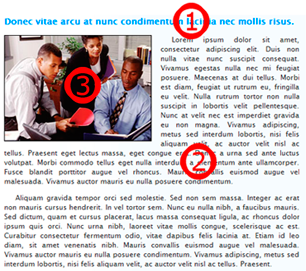 Donec vitae arcu at nunc condimentum lacinia nec mollis risus.
1
Lorem ipsum dolor sit amet,
consectetur adipiscing elit. Duis non
nulla vitae nunc suscipit consequat.
Vivamus egestas nulla nec mi feugiat
posuere. Maecenas at dui tellus. Morbi
est diam, feugiat ut rutrum eu, fringilla
eu velit. Nulla rutrum tortor non nulla
suscipit in lobortis velit pellentesque.
Nunc at velit nec est imperdiet gravida
eu non magna. Vivamus adipiscing,
metus sed interdum lobortis, nisi felis
aliquam velit, ac auctor velit nisl ac
3
tellus. Praesent eget lectus massa, eget congue eros. a urna sed ante luctus
volutpat. Morbi commodo tellus eget nulla interdum elementum ante ullamcorper.
Fusce blandit porttitor augue vel rhoncus. Mauris convallis euismod augue vel
malesuada. Vivamus auctor mauris eu nulla posuere condimentum.
2
Aliquam gravida tempor orci sed molestie. Sed non sem massa. Integer ac erat
non mauris cursus hendrerit. In vel tortor sem. Nunc eu nulla nibh, a faucibus mauris.
Sed dictum, quam et cursus placerat, lacus massa consequat ligula, ac rhoncus dolor
ipsum quis orci. Nunc urna nibh, laoreet vitae mollis congue, scelerisque ac est.
Curabitur consectetur fermentum odio, vitae dapibus felis lacinia at. Etiam id leo
diam, sit amet venenatis nibh. Mauris convallis euismod augue vel malesuada.
Vivamus auctor mauris eu nulla posuere condimentum. Vivamus adipiscing, metus sed
interdum lobortis, nisi felis aliquam velit, ac auctor velit nisl ac tellus. Praesent